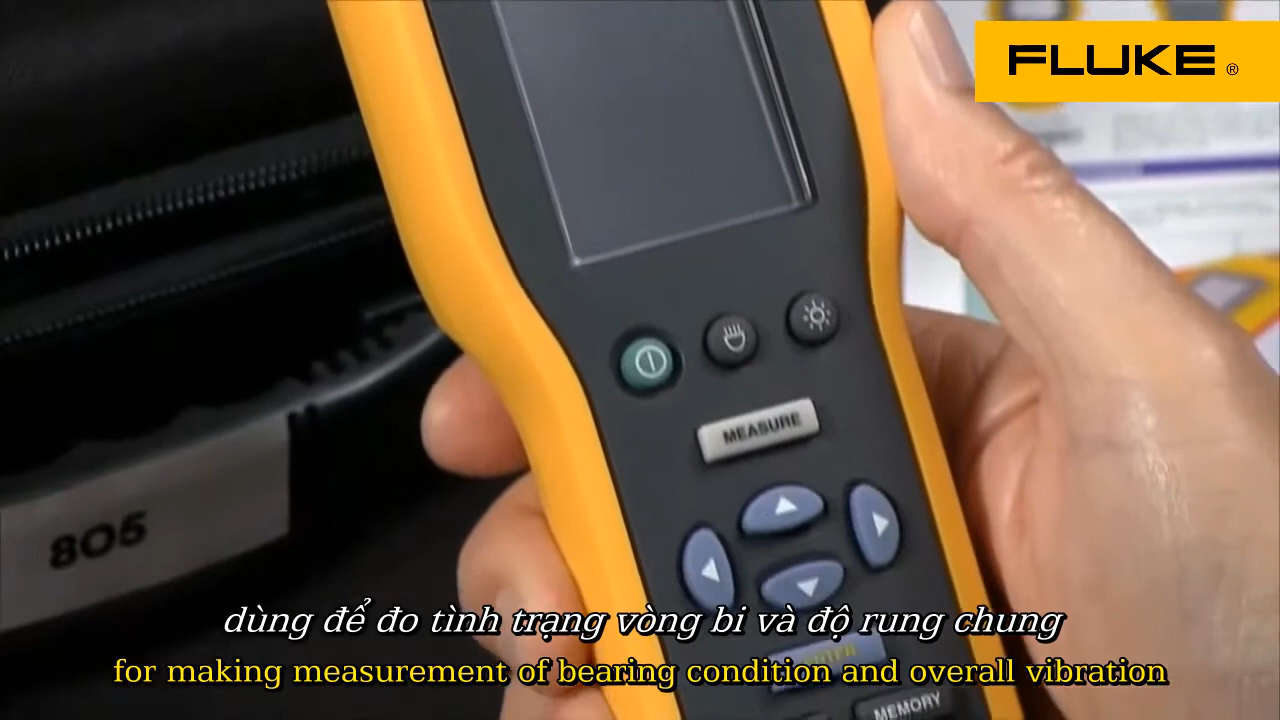 FLUKE ®
MEASURE
805
dùng để đo tình trạng vòng bi và độ rung chung
for making measurement of bearing condition and overall vibration
MEMORY